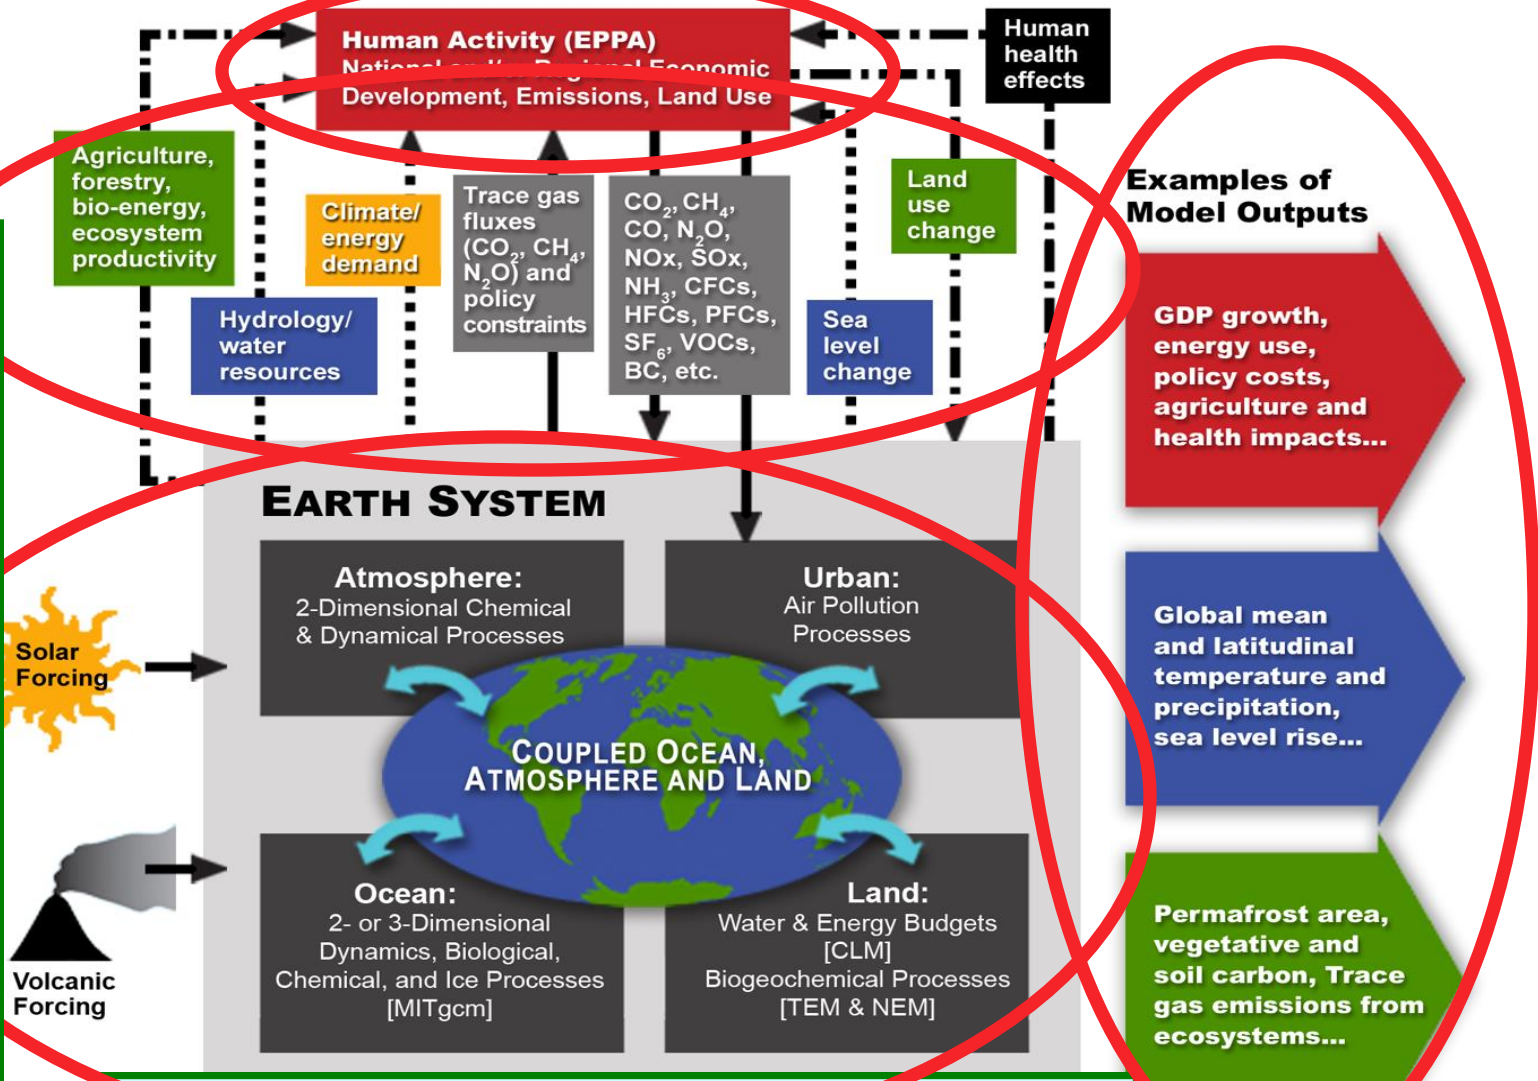 Human Activity (EPPA)
National and/or Regional Economic
Development, Emissions, Land Use
Human
health
effects
Agriculture,
forestry,
bio-energy,
ecosystem
productivity
Hydrology/
water
resources
Climate/
energy
demand
Trace gas
fluxes
(CO₂, CH₄,
N₂O) and
policy
constraints
CO₂, CH₄,
CO, N₂O,
NOx, SOx,
NH₃, CFCs,
HFCs, PFCs,
SF₆, VOCs,
BC, etc.
Sea
level
change
Land
use
change
Examples of
Model Outputs
GDP growth,
energy use,
policy costs,
agriculture and
health impacts...
Global mean
and latitudinal
temperature and
precipitation,
sea level rise...
Permafrost area,
vegetative and
soil carbon, Trace
gas emissions from
ecosystems...
EARTH SYSTEM
Atmosphere:
2-Dimensional Chemical
& Dynamical Processes
Urban:
Air Pollution
Processes
COUPLED OCEAN,
ATMOSPHERE AND LAND
Ocean:
2- or 3-Dimensional
Dynamics, Biological,
Chemical, and Ice Processes
[MITgcm]
Land:
Water & Energy Budgets
[CLM]
Biogeochemical Processes
[TEM & NEM]
Solar
Forcing
Volcanic
Forcing